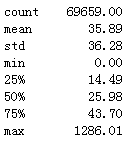 count 69659.00
mean 35.89
std 36.28
min 0.00
25% 14.49
50% 25.98
75% 43.70
max 1286.01